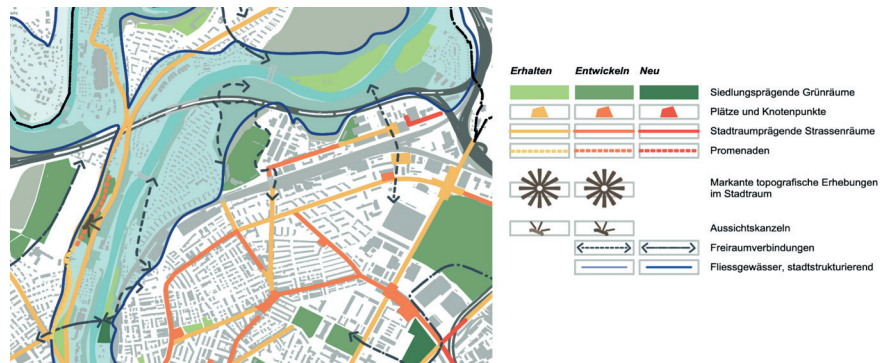 Erhalten Entwickeln Neu
Siedlungsprägende Grünräume
Plätze und Knotenpunkte
Stadtraumprägende Strassenräume
Promenaden
Markante topografische Erhebungen
im Stadtraum
Aussichtskanzeln
Freiraumverbindungen
Fliessgewässer, stadtstrukturierend